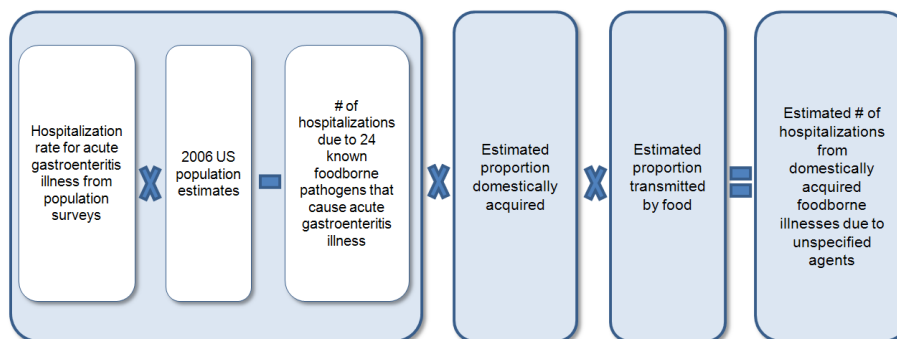 Hospitalization
rate for acute
gastroenteritis
illness from
population
surveys
2006 US
population
estimates
# of
hospitalizations
due to 24
known
foodborne
pathogens that
cause acute
gastroenteritis
illness
Estimated
proportion
domestically
acquired
Estimated
proportion
transmitted
by food
Estimated # of
hospitalizations
from
domestically
acquired
foodborne
illnesses due to
unspecified
agents